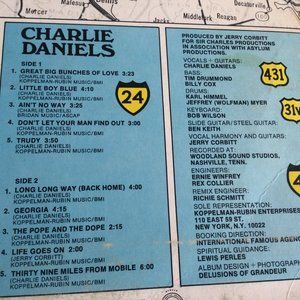 Mercer
Decaturville
Middlefork
Reagan
CHARLIE
DANIELS
SIDE 1
1. GREAT BIG BUNCHES OF LOVE 3:23
(CHARLIE DANIELS)
KOPPELMAN-RUBIN MUSIC/BMI
2. LITTLE BOY BLUE 4:10
(CHARLIE DANIELS)
KOPPELMAN-RUBIN MUSIC/BMI
3. AIN'T NO WAY 3:25
(CHARLIE DANIELS)
BRIDAN MUSIC/ASCAP
4. DON'T LET YOUR MAN FIND OUT 3:00
(CHARLIE DANIELS)
KOPPELMAN-RUBIN MUSIC/BMI
5. TRUDY 3:50
(CHARLIE DANIELS)
KOPPELMAN-RUBIN MUSIC/BMI
24
SIDE 2
1. LONG LONG WAY (BACK HOME) 4:00
(CHARLIE DANIELS)
KOPPELMAN-RUBIN MUSIC/BMI
2. GEORGIA 4:15
(CHARLIE DANIELS)
KOPPELMAN-RUBIN MUSIC/BMI
3. THE POPE AND THE DOPE 2:15
(CHARLIE DANIELS)
KOPPELMAN-RUBIN MUSIC/BMI
4. LIFE GOES ON 2:00
(JERRY CORBITT)
KOPPELMAN-RUBIN MUSIC/BMI
5. THIRTY NINE MILES FROM MOBILE 6:00
(CHARLIE DANIELS)
KOPPELMAN-RUBIN MUSIC/BMI
PRODUCED BY JERRY CORBITT
FOR SIR CHARLES PRODUCTIONS
IN ASSOCIATION WITH ASYLUM
PRODUCTIONS.
VOCALS + GUITARS:
CHARLIE DANIELS
BASS:
TIM DRUMMOND
BILLY COX
DRUMS:
KARL HIMMEL
JEFFREY (WOLFMAN) MYER
KEYBOARD:
BOB WILSON
SLIDE GUITAR/STEEL GUITAR:
BEN KEITH
VOCAL HARMONY AND GUITARS:
JERRY CORBITT
RECORDED AT:
WOODLAND SOUND STUDIOS,
NASHVILLE, TENN.
ENGINEERS:
ERNIE WINFREY
REX COLLIER
REMIX ENGINEER:
RICHIE SCHMITT
SOLE REPRESENTATION:
KOPPELMAN-RUBIN ENTERPRISES
110 EAST 59 ST.
NEW YORK, N.Y. 10022
BOOKING DIRECTION:
INTERNATIONAL FAMOUS AGEN
SPIRITUAL GUIDANCE:
LEWIS PERLES
ALBUM DESIGN + PHOTOGRAP
DELUSIONS OF GRANDEUR
431
31W
4